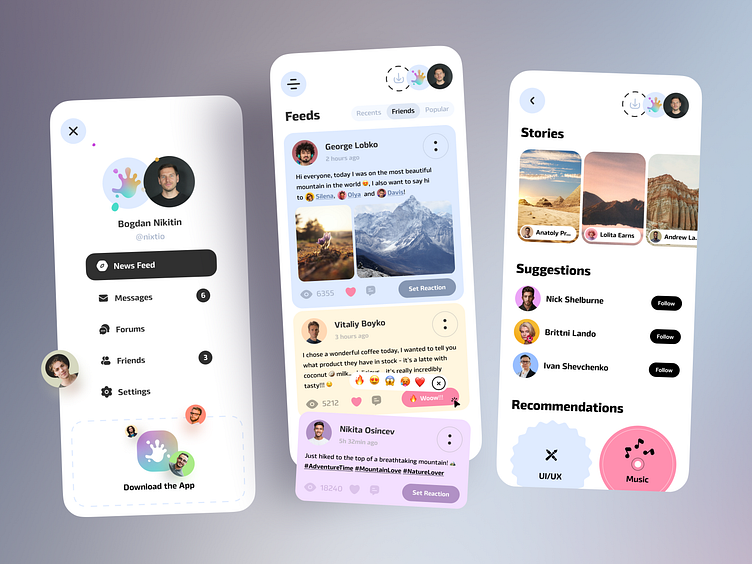 Bogdan Nikitin
@nixtio
News Feed
Messages 6
Forums
Friends 3
Settings
Download the App
Feeds
Recents Friends Popular
George Lobko
2 hours ago
Hi everyone, today I was on the most beautiful
mountain in the world 😍, I also want to say hi
to Silena, Olya and Davis!
6355
Set Reaction
Vitaliy Boyko
3 hours ago
I chose a wonderful coffee today, I wanted to tell you
what product they have in stock - it's a latte with
coconut 🥥 milk
it's really incredibly
tasty!!! 😋
5212
🔥 Woow!!!
Nikita Osincev
5h 32min ago
Just hiked to the top of a breathtaking mountain! ⛰️
#AdventureTime #MountainLove #NatureLover
18240
Set Reaction
Stories
Anatoly Pr...
Lolita Earns
Andrew La..
Suggestions
Nick Shelburne
Follow
Brittni Lando
Follow
Ivan Shevchenko
Follow
Recommendations
UI/UX
Music